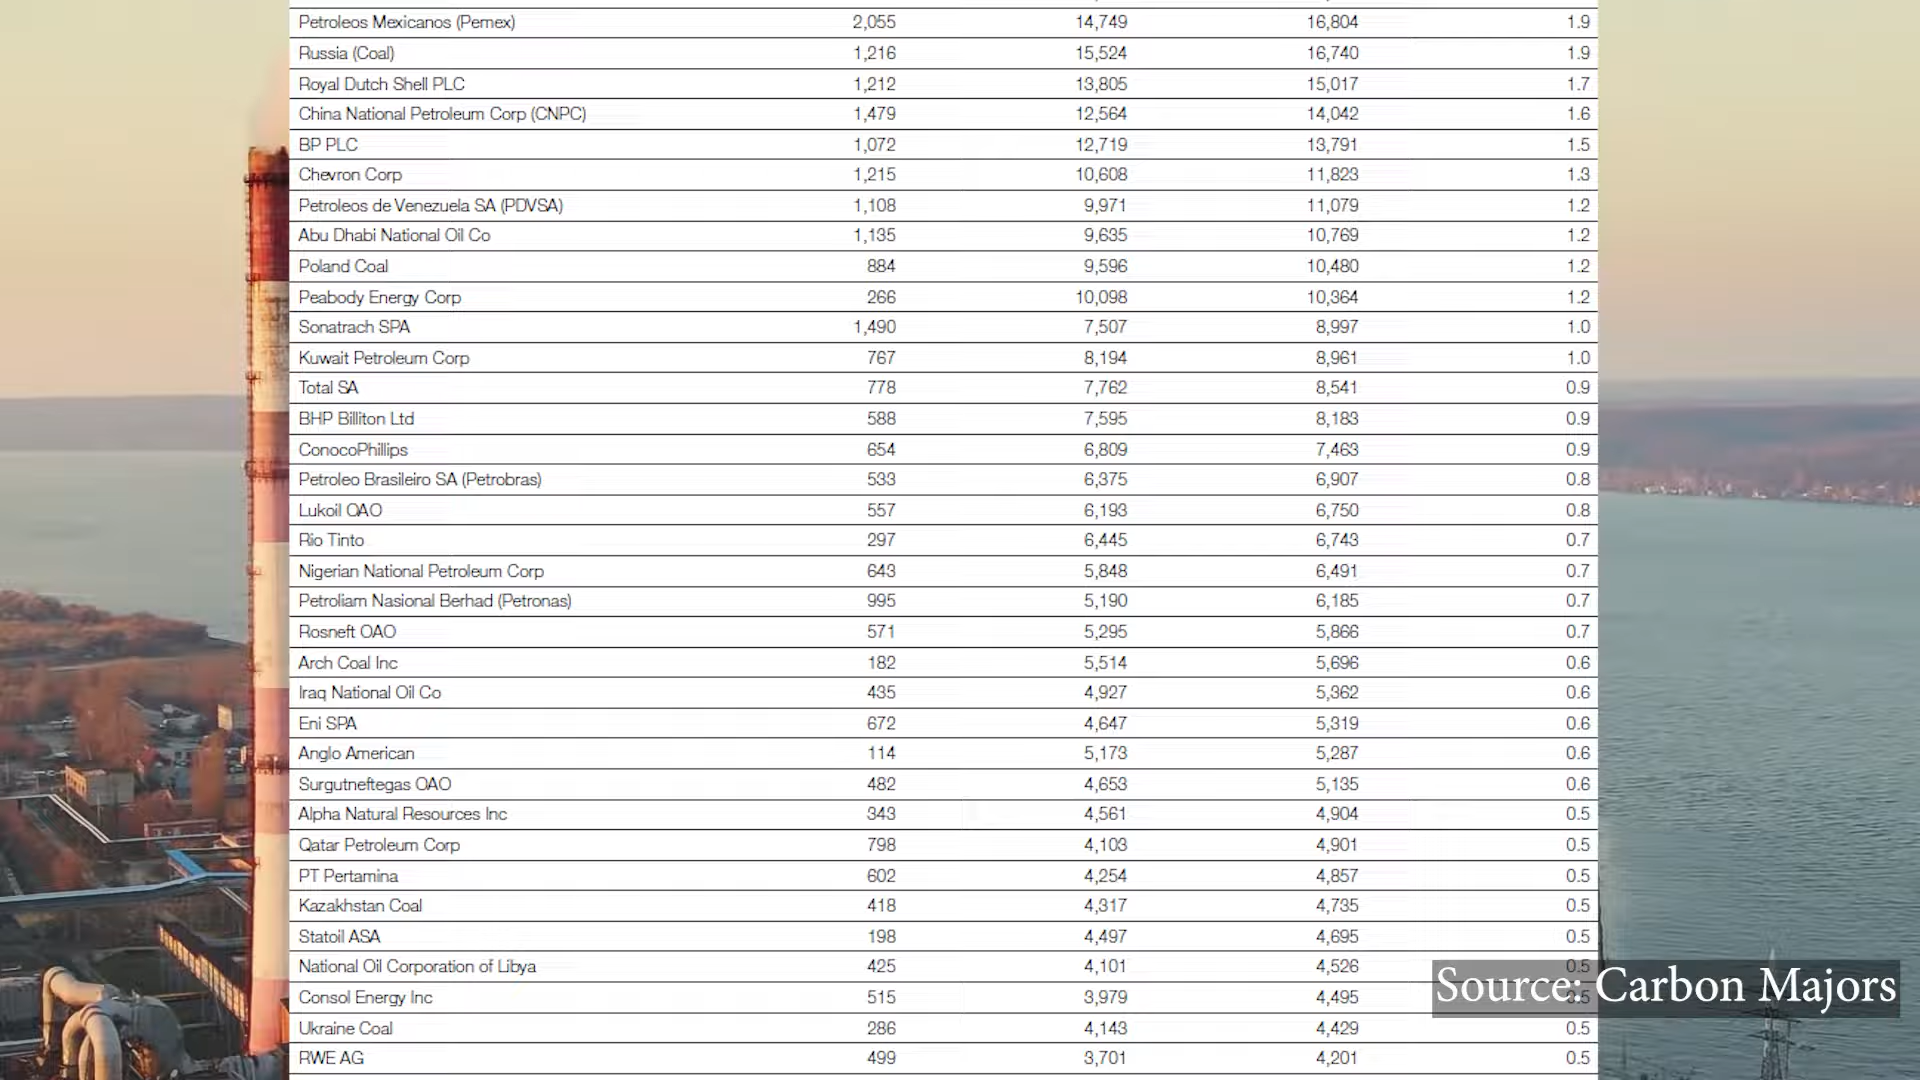 Petroleos Mexicanos (Pemex) 2,055 14,749 16,804 1.9
Russia (Coal) 1,216 15,524 16,740 1.9
Royal Dutch Shell PLC 1,212 13,805 15,017 1.7
China National Petroleum Corp (CNPC) 1,479 12,564 14,042 1.6
BP PLC 1,072 12,719 13,791 1.5
Chevron Corp 1,215 10,608 11,823 1.3
Petroleos de Venezuela SA (PDVSA) 1,108 9,971 11,079 1.2
Abu Dhabi National Oil Co 1,135 9,635 10,769 1.2
Poland Coal 884 9,596 10,480 1.2
Peabody Energy Corp 266 10,098 10,364 1.2
Sonatrach SPA 1,490 7,507 8,997 1.0
Kuwait Petroleum Corp 767 8,194 8,961 1.0
Total SA 778 7,762 8,541 0.9
BHP Billiton Ltd 588 7,595 8,183 0.9
ConocoPhillips 654 6,809 7,463 0.9
Petroleo Brasileiro SA (Petrobras) 533 6,375 6,907 0.8
Lukoil OAO 557 6,193 6,750 0.8
Rio Tinto 297 6,445 6,743 0.7
Nigerian National Petroleum Corp 643 5,848 6,491 0.7
Petroliam Nasional Berhad (Petronas) 995 5,190 6,185 0.7
Rosneft OAO 571 5,295 5,866 0.7
Arch Coal Inc 182 5,514 5,696 0.6
Iraq National Oil Co 435 4,927 5,362 0.6
Eni SPA 672 4,647 5,319 0.6
Anglo American 114 5,173 5,287 0.6
Surgutneftegas OAO 482 4,653 5,135 0.6
Alpha Natural Resources Inc 343 4,561 4,904 0.5
Qatar Petroleum Corp 798 4,103 4,901 0.5
PT Pertamina 602 4,254 4,857 0.5
Kazakhstan Coal 418 4,317 4,735 0.5
Statoil ASA 198 4,497 4,695 0.5
National Oil Corporation of Libya 425 4,101 4,526 0.5
Consol Energy Inc 515 3,979 4,495
Source: Carbon Majors
Ukraine Coal 286 4,143 4,429 0.5
RWE AG 499 3,701 4,201 0.5